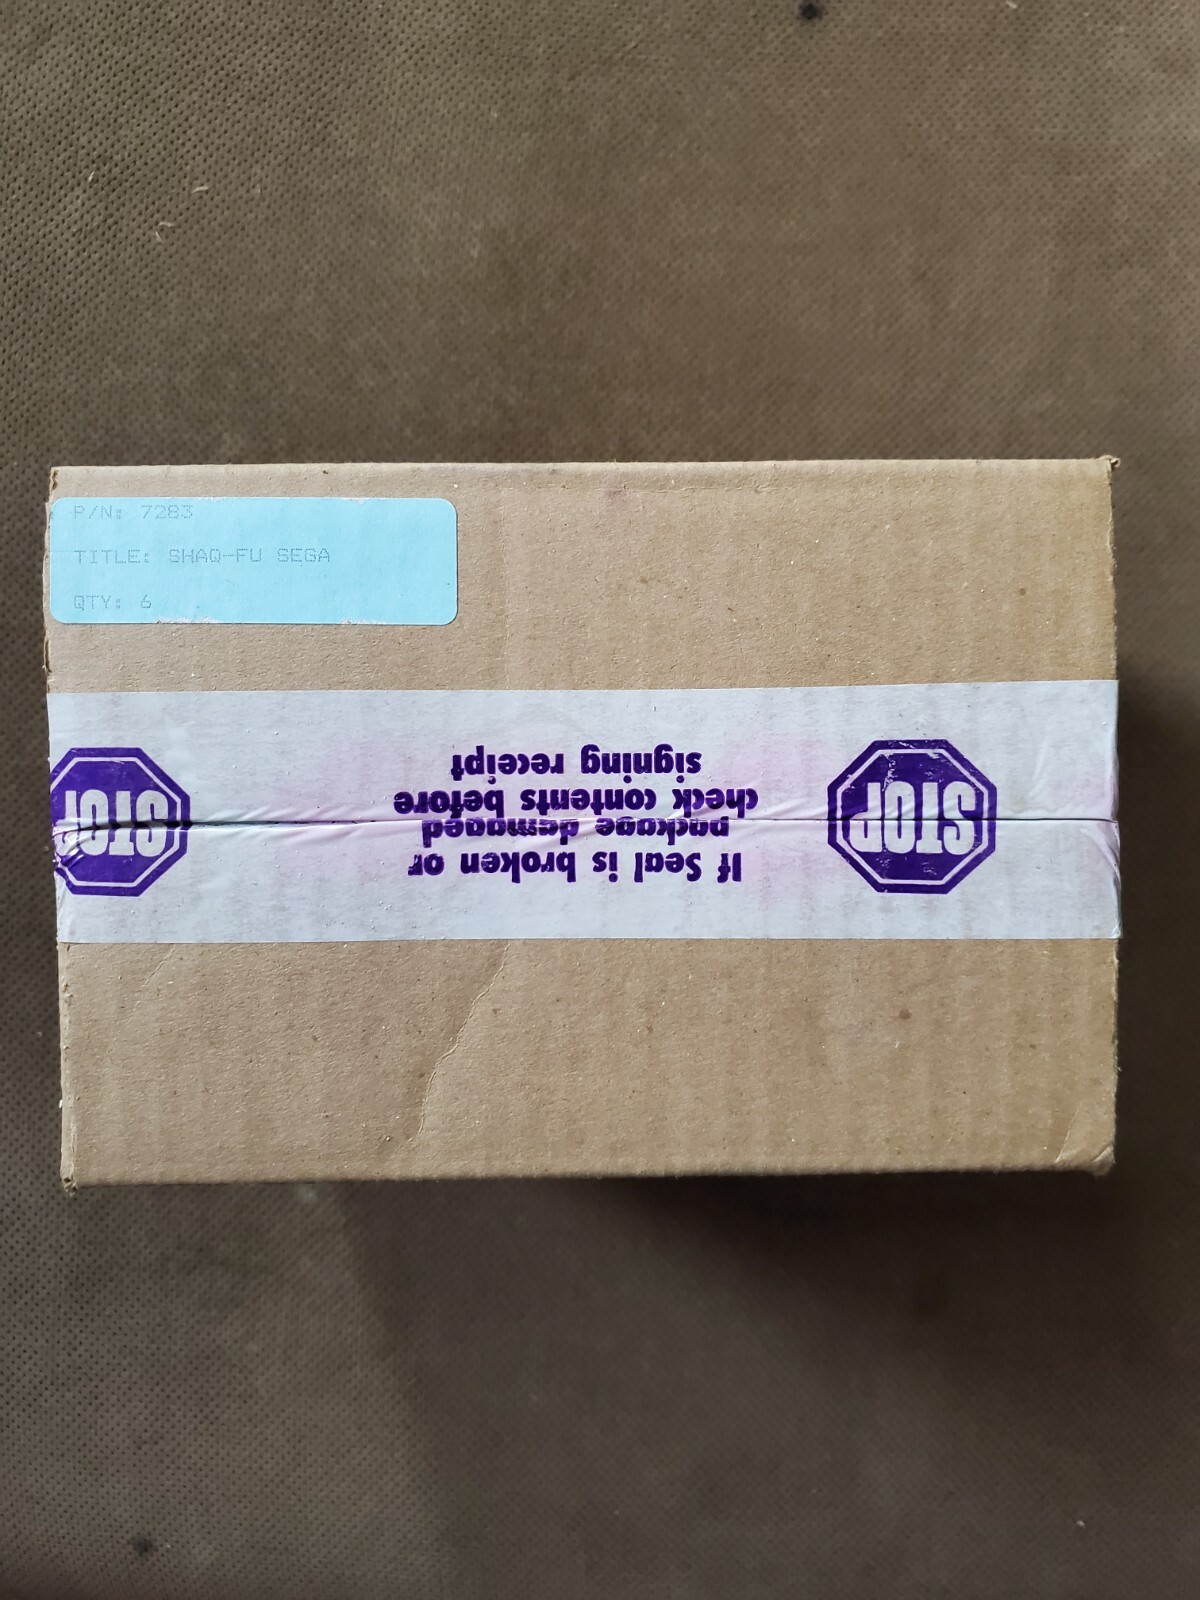 P/N: 7283
TITLE: SHAQ-FU SEGA
QTY: 6
STOP
If Seal is broken or
package damaged
check contents before
signing receipt
STOP